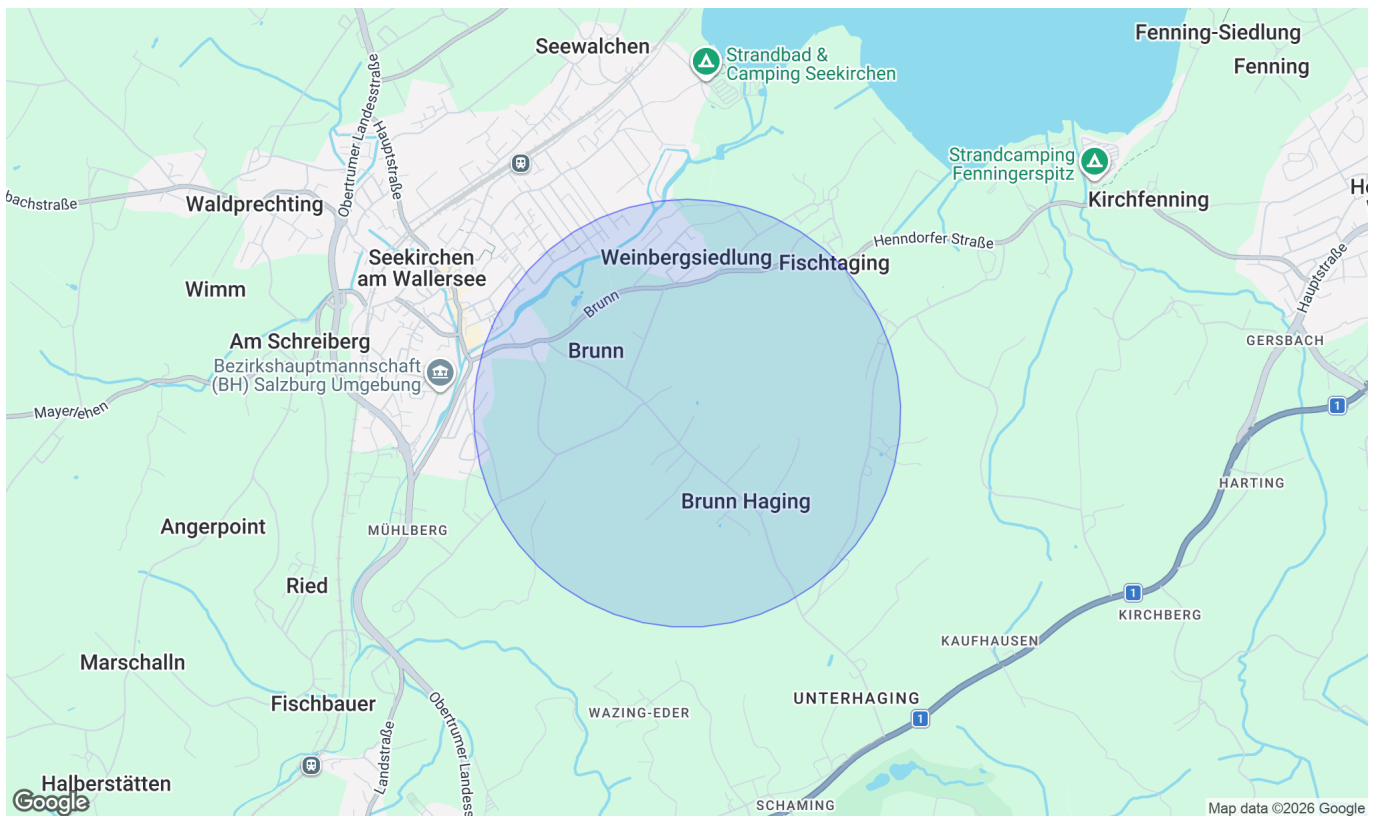 Seewalchen
Strandbad &
Camping Seekirchen
Fenning-Siedlung
Fenning
Obertrumer Landesstraße
Hauptstraße
Strandcamping
Fenningerspitz
Kirchfenning
bachstraße
Waldprechting
Seekirchen
am Wallersee
Henndorfer Straße
Weinbergsiedlung
Fischtaging
Hauptstraße
Wimm
Brunn
Am Schreiber
Brunn
GERSBACH
Bezirkshauptmannschaft
(BH) Salzburg Umgebung
Mayerlehen
1
HARTING
Brunn Haging
Angerpoint
MÜHLBERG
Ried
1
KIRCHBERG
KAUFHAUSEN
Marschalln
Fischbauer
UNTERHAGING
WAZING-EDER
1
Obertrumer Landess
Landstraße
Halberstätten
SCHAMING
Google
Map data ©2026 Google